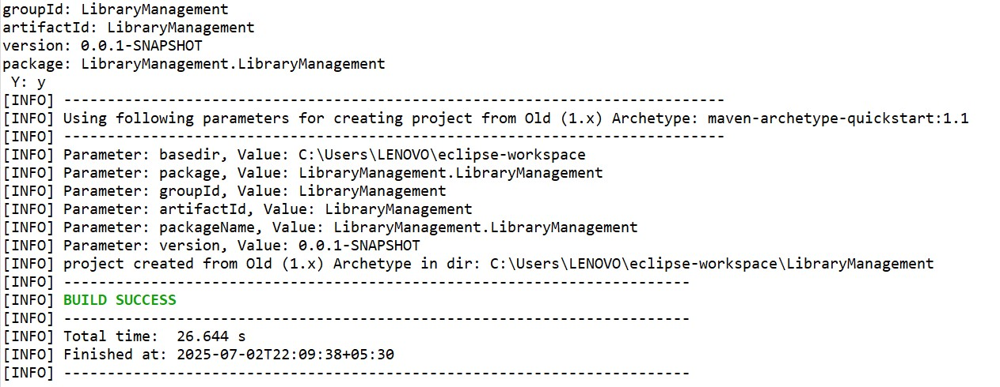 groupId: LibraryManagement
artifactId: LibraryManagement
version: 0.0.1-SNAPSHOT
package: LibraryManagement.LibraryManagement
 Y: y
[INFO] ----------------------------------------------------------------------------
[INFO] Using following parameters for creating project from Old (1.x) Archetype: maven-archetype-quickstart:1.1
[INFO] ----------------------------------------------------------------------------
[INFO] Parameter: basedir, Value: C:\Users\LENOVO\eclipse-workspace
[INFO] Parameter: package, Value: LibraryManagement.LibraryManagement
[INFO] Parameter: groupId, Value: LibraryManagement
[INFO] Parameter: artifactId, Value: LibraryManagement
[INFO] Parameter: packageName, Value: LibraryManagement.LibraryManagement
[INFO] Parameter: version, Value: 0.0.1-SNAPSHOT
[INFO] project created from Old (1.x) Archetype in dir: C:\Users\LENOVO\eclipse-workspace\LibraryManagement
[INFO] ------------------------------------------------------------------------
[INFO] BUILD SUCCESS
[INFO] ------------------------------------------------------------------------
[INFO] Total time:  26.644 s
[INFO] Finished at: 2025-07-02T22:09:38+05:30
[INFO] ------------------------------------------------------------------------